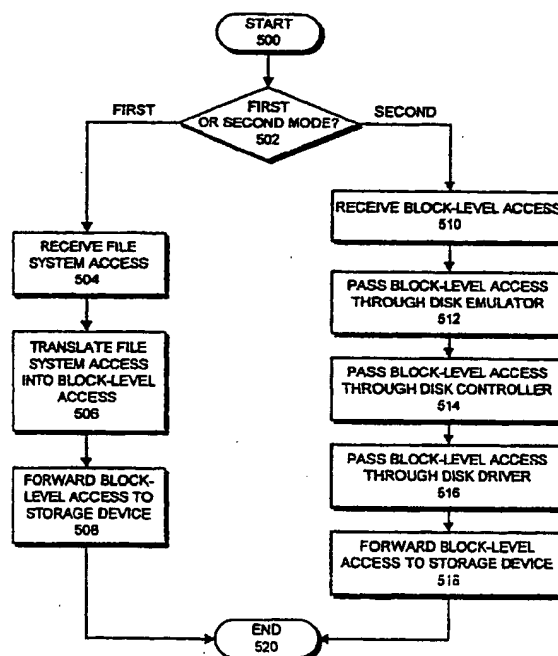 START
500
FIRST
OR SECOND MODE?
502
FIRST
SECOND
RECEIVE FILE
SYSTEM ACCESS
504
TRANSLATE FILE
SYSTEM ACCESS
INTO BLOCK-LEVEL
ACCESS
506
FORWARD BLOCK-
LEVEL ACCESS TO
STORAGE DEVICE
508
RECEIVE BLOCK-LEVEL ACCESS
510
PASS BLOCK-LEVEL ACCESS
THROUGH DISK EMULATOR
512
PASS BLOCK-LEVEL ACCESS
THROUGH DISK CONTROLLER
514
PASS BLOCK-LEVEL ACCESS
THROUGH DISK DRIVER
516
FORWARD BLOCK-LEVEL
ACCESS TO STORAGE DEVICE
518
END
520